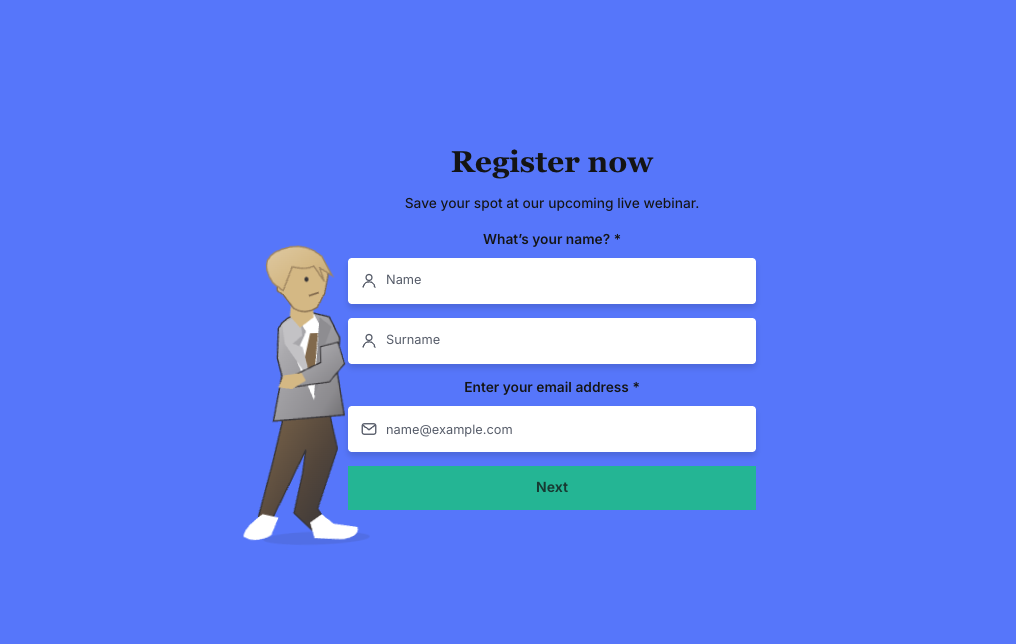 Register now
Save your spot at our upcoming live webinar.
What’s your name? *
Name
Surname
Enter your email address *
name@example.com
Next